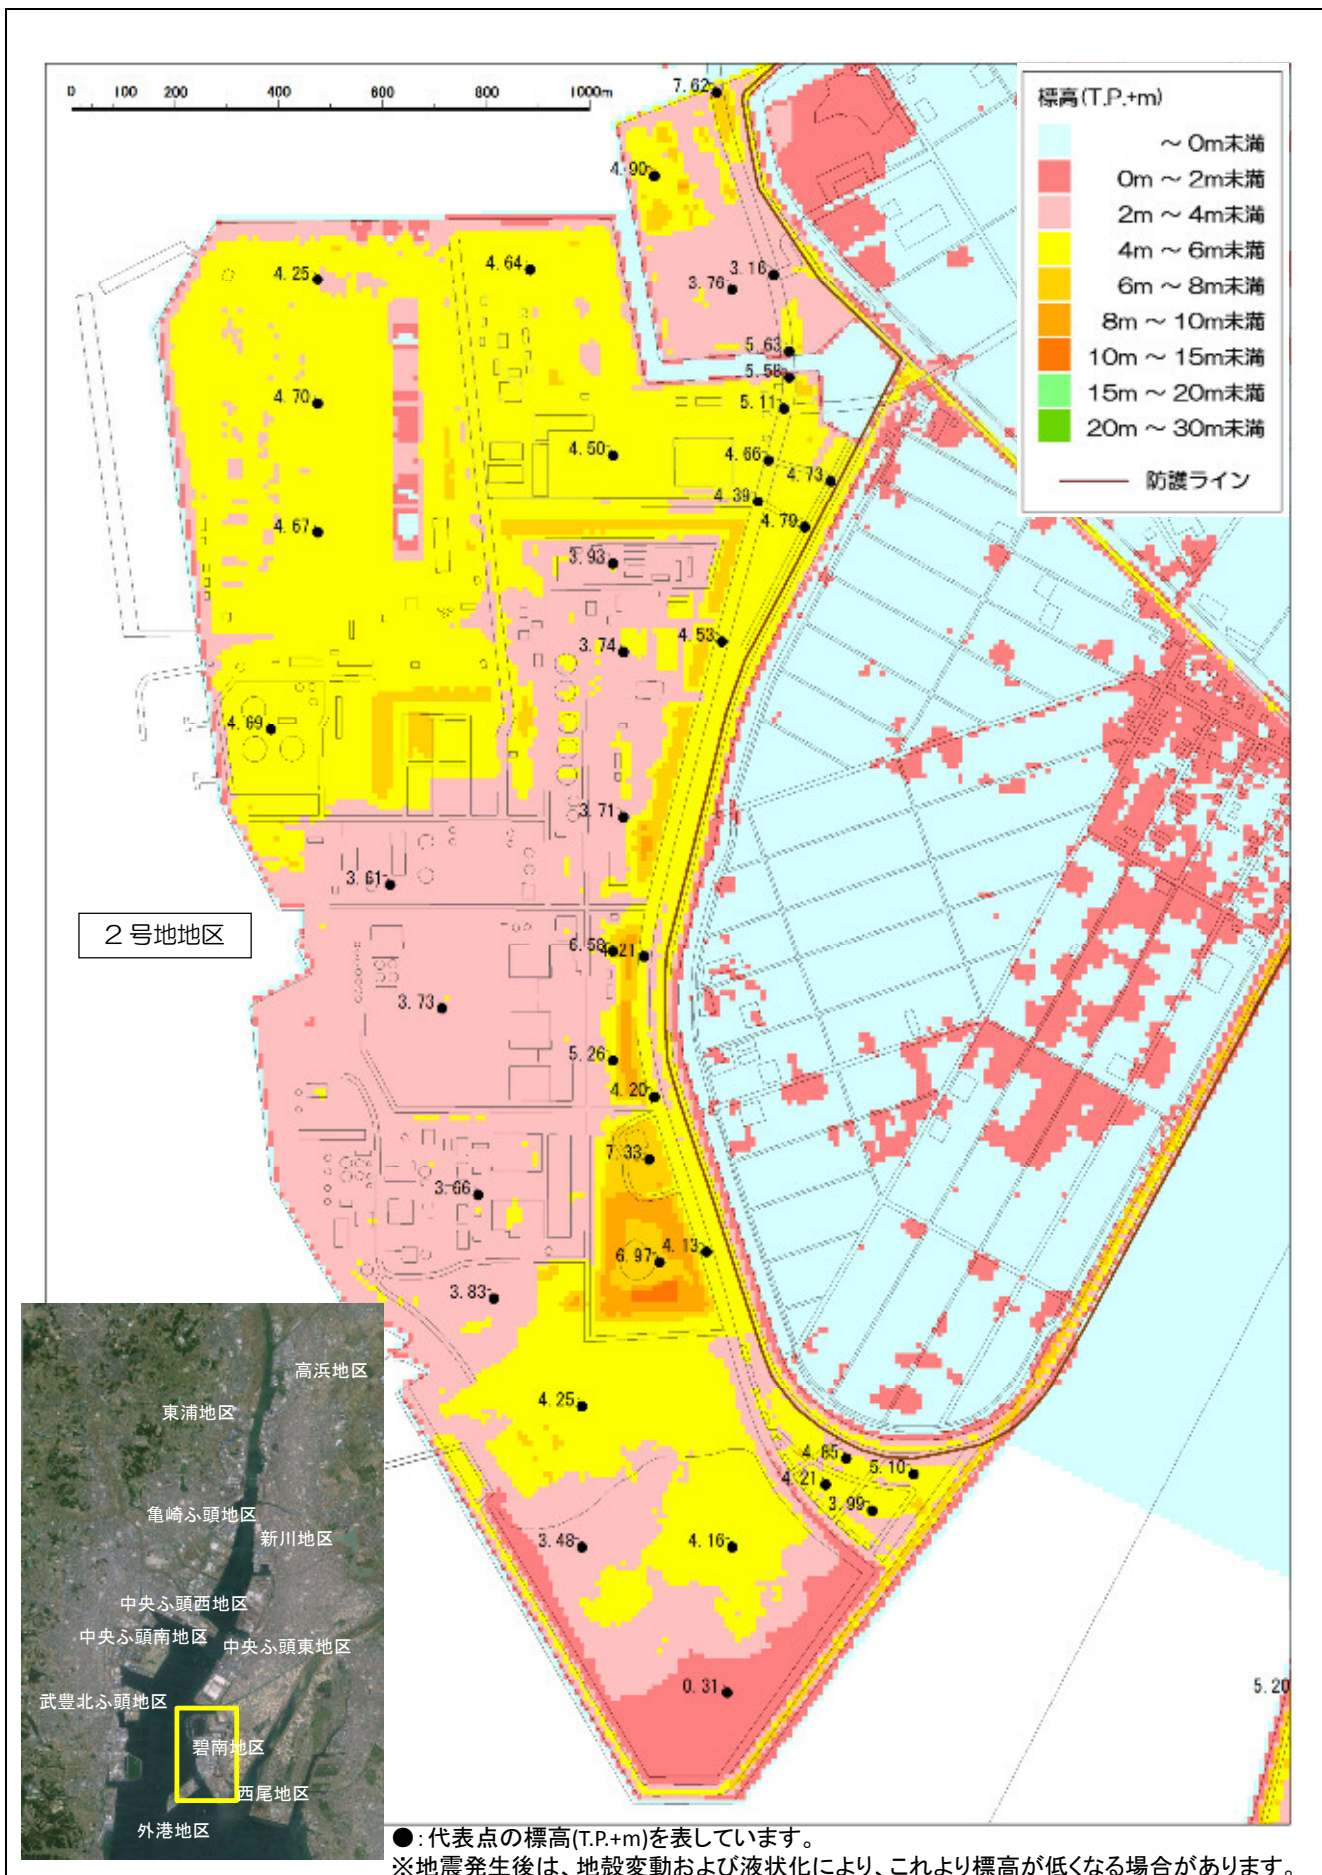 0 100 200 400 600 800 1000m
標高(T.P.+m)
～ 0m未満
0m ～ 2m未満
2m ～ 4m未満
4m ～ 6m未満
6m ～ 8m未満
8m ～ 10m未満
10m ～ 15m未満
15m ～ 20m未満
20m ～ 30m未満
防護ライン
7.62
4.90
4.25
4.64
3.76
3.16
5.63
5.58
4.70
5.11
4.50
4.66
4.73
4.39
4.67
4.79
3.93
3.74
4.53
4.69
3.71
3.61
２号地地区
6.58
4.21
3.73
5.26
4.20
7.33
3.66
6.97
4.13
3.83
4.25
4.85
5.10
4.21
3.99
3.48
4.16
0.31
5.20
高浜地区
東浦地区
亀崎ふ頭地区
新川地区
中央ふ頭西地区
中央ふ頭南地区
中央ふ頭東地区
武豊北ふ頭地区
碧南地区
西尾地区
外港地区
●：代表点の標高(T.P.+m)を表しています。
※地震発生後は、地殻変動および液状化により、これより標高が低くなる場合があります。